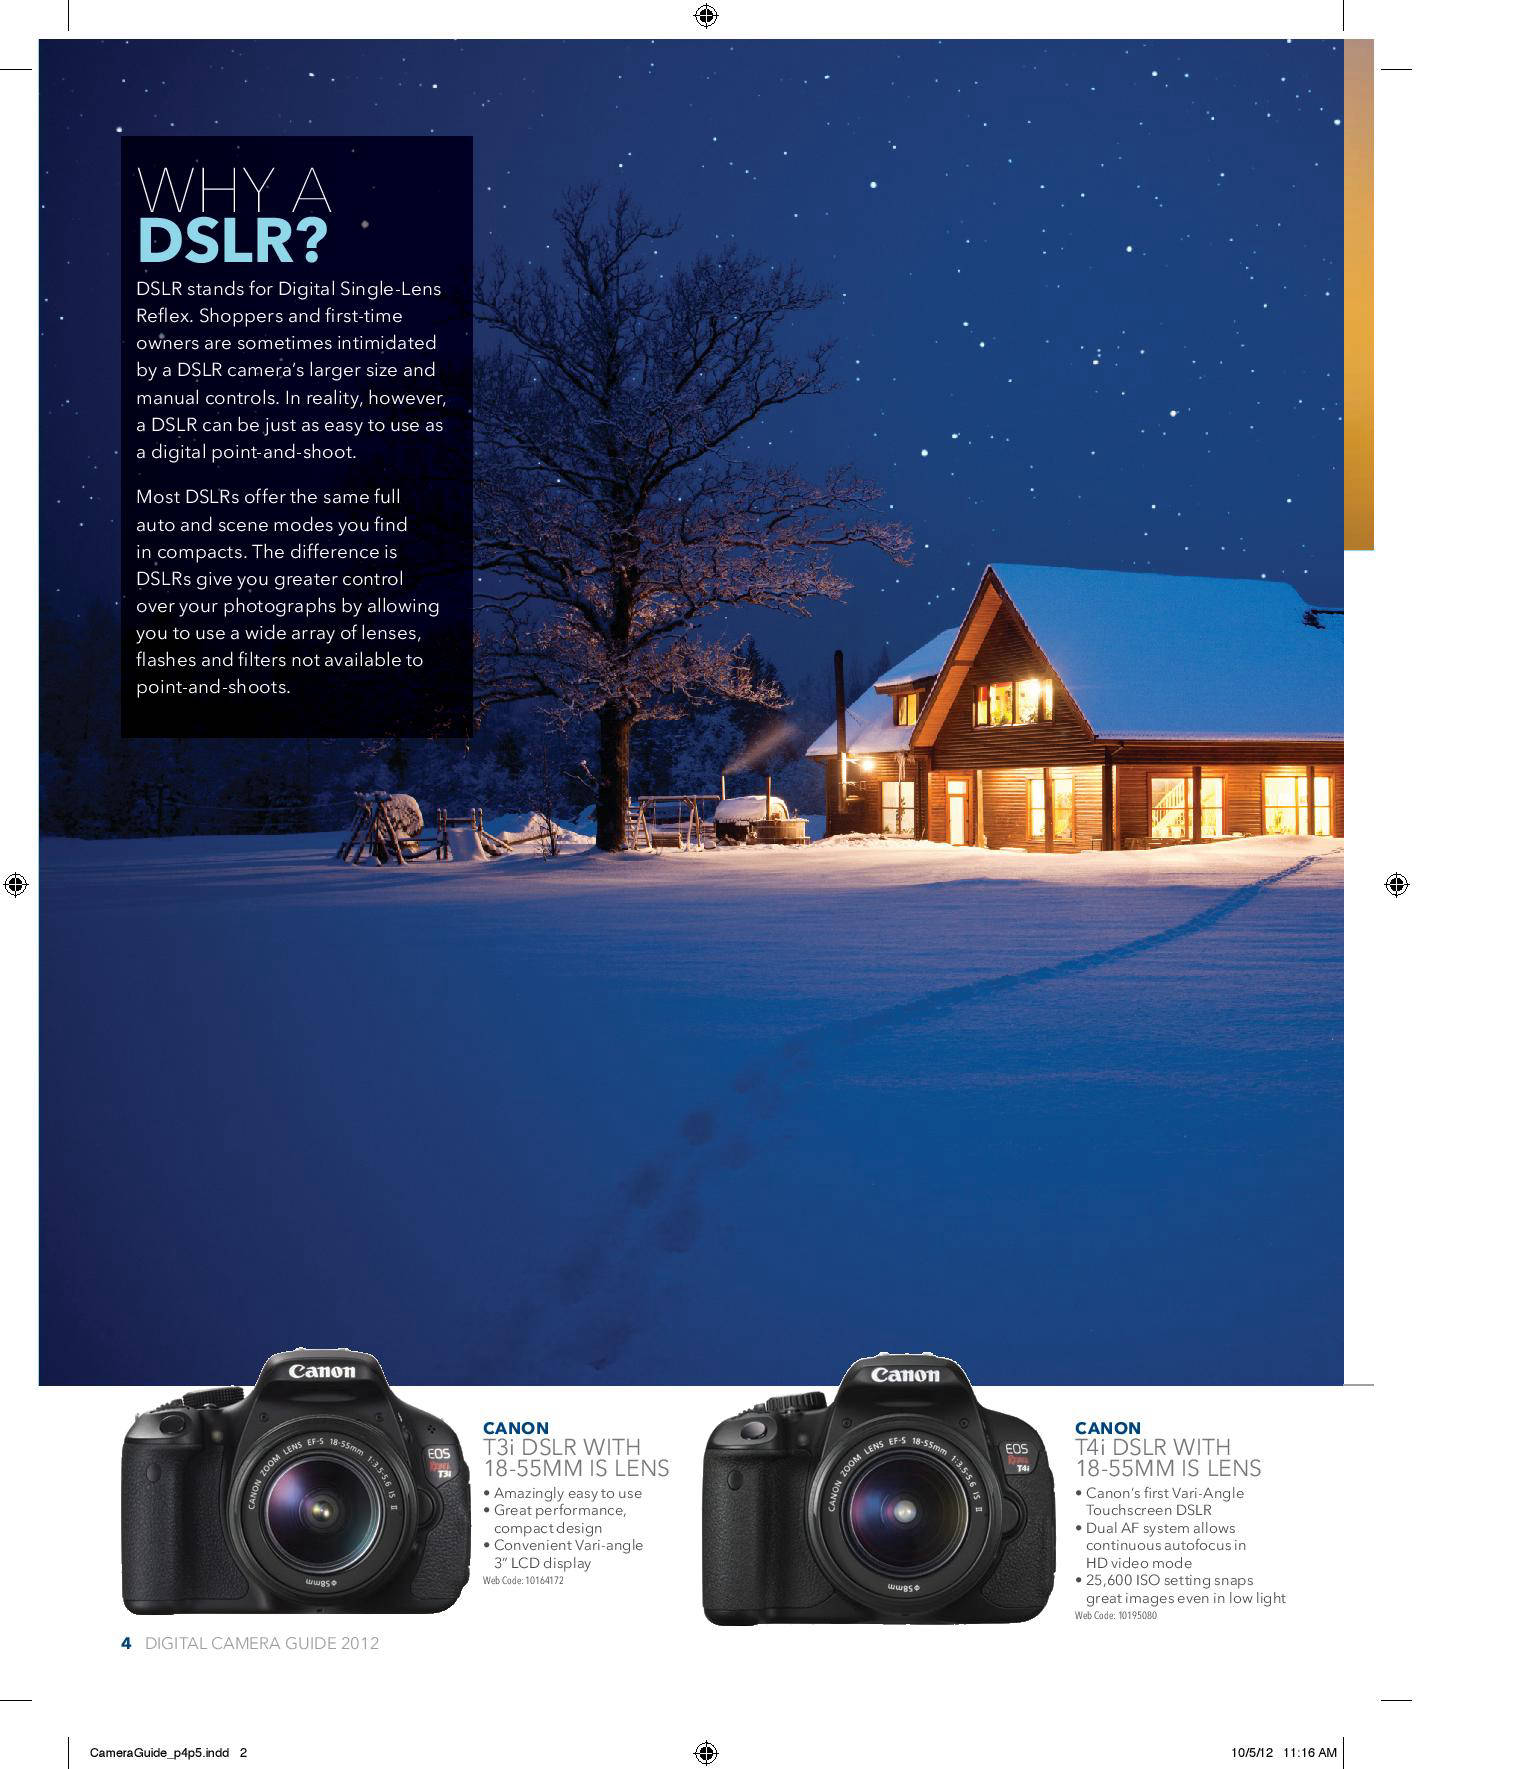 WHY A
DSLR?
DSLR stands for Digital Single-Lens
Reflex. Shoppers and first-time
owners are sometimes intimidated
by a DSLR camera's larger size and
manual controls. In reality, however,
a DSLR can be just as easy to use as
a digital point-and-shoot.
Most DSLRs offer the same full
auto and scene modes you find
in compacts. The difference is
DSLRs give you greater control
over your photographs by allowing
you to use a wide array of lenses,
flashes and filters not available to
point-and-shoots.
Canon
EOS
Rebel
T3i
CANON ZOOM LENS EF-S 18-55mm 1:3.5-5.6 IS II
Φ58mm
CANON
T3i DSLR WITH
18-55MM IS LENS
• Amazingly easy to use
• Great performance,
compact design
• Convenient Vari-angle
3” LCD display
Web Code: 10164172
Canon
EOS
Rebel
T4i
CANON ZOOM LENS EF-S 18-55mm 1:3.5-5.6 IS II
Φ58mm
CANON
T4i DSLR WITH
18-55MM IS LENS
• Canon's first Vari-Angle
Touchscreen DSLR
• Dual AF system allows
continuous autofocus in
HD video mode
• 25,600 ISO setting snaps
great images even in low light
Web Code: 10195080
4 DIGITAL CAMERA GUIDE 2012
CameraGuide_p4p5.indd 2
10/5/12 11:16 AM